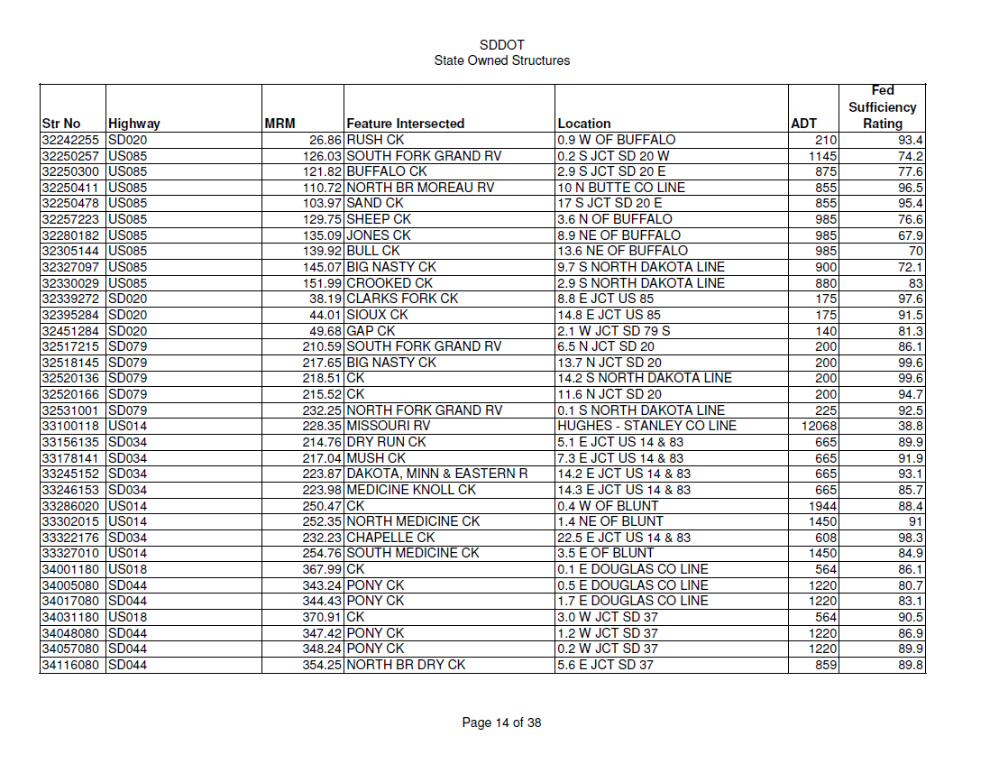 SDDOT
State Owned Structures
Fed
Sufficiency
Str No Highway MRM Feature Intersected Location ADT Rating
32242255 SD020 26.86 RUSH CK 0.9 W OF BUFFALO 210 93.4
32250257 US085 126.03 SOUTH FORK GRAND RV 0.2 S JCT SD 20 W 1145 74.2
32250300 US085 121.82 BUFFALO CK 2.9 S JCT SD 20 E 875 77.6
32250411 US085 110.72 NORTH BR MOREAU RV 10 N BUTTE CO LINE 855 96.5
32250478 US085 103.97 SAND CK 17 S JCT SD 20 E 855 95.4
32257223 US085 129.75 SHEEP CK 3.6 N OF BUFFALO 985 76.6
32280182 US085 135.09 JONES CK 8.9 NE OF BUFFALO 985 67.9
32305144 US085 139.92 BULL CK 13.6 NE OF BUFFALO 985 70
32327097 US085 145.07 BIG NASTY CK 9.7 S NORTH DAKOTA LINE 900 72.1
32330029 US085 151.99 CROOKED CK 2.9 S NORTH DAKOTA LINE 880 83
32339272 SD020 38.19 CLARKS FORK CK 8.8 E JCT US 85 175 97.6
32395284 SD020 44.01 SIOUX CK 14.8 E JCT US 85 175 91.5
32451284 SD020 49.68 GAP CK 2.1 W JCT SD 79 S 140 81.3
32517215 SD079 210.59 SOUTH FORK GRAND RV 6.5 N JCT SD 20 200 86.1
32518145 SD079 217.65 BIG NASTY CK 13.7 N JCT SD 20 200 99.6
32520136 SD079 218.51 CK 14.2 S NORTH DAKOTA LINE 200 99.6
32520166 SD079 215.52 CK 11.6 N JCT SD 20 200 94.7
32531001 SD079 232.25 NORTH FORK GRAND RV 0.1 S NORTH DAKOTA LINE 225 92.5
33100118 US014 228.35 MISSOURI RV HUGHES - STANLEY CO LINE 12068 38.8
33156135 SD034 214.76 DRY RUN CK 5.1 E JCT US 14 & 83 665 89.9
33178141 SD034 217.04 MUSH CK 7.3 E JCT US 14 & 83 665 91.9
33245152 SD034 223.87 DAKOTA, MINN & EASTERN R 14.2 E JCT US 14 & 83 665 93.1
33246153 SD034 223.98 MEDICINE KNOLL CK 14.3 E JCT US 14 & 83 665 85.7
33286020 US014 250.47 CK 0.4 W OF BLUNT 1944 88.4
33302015 US014 252.35 NORTH MEDICINE CK 1.4 NE OF BLUNT 1450 91
33322176 SD034 232.23 CHAPELLE CK 22.5 E JCT US 14 & 83 608 98.3
33327010 US014 254.76 SOUTH MEDICINE CK 3.5 E OF BLUNT 1450 84.9
34001180 US018 367.99 CK 0.1 E DOUGLAS CO LINE 564 86.1
34005080 SD044 343.24 PONY CK 0.5 E DOUGLAS CO LINE 1220 80.7
34017080 SD044 344.43 PONY CK 1.7 E DOUGLAS CO LINE 1220 83.1
34031180 US018 370.91 CK 3.0 W JCT SD 37 564 90.5
34048080 SD044 347.42 PONY CK 1.2 W JCT SD 37 1220 86.9
34057080 SD044 348.24 PONY CK 0.2 W JCT SD 37 1220 89.9
34116080 SD044 354.25 NORTH BR DRY CK 5.6 E JCT SD 37 859 89.8
Page 14 of 38